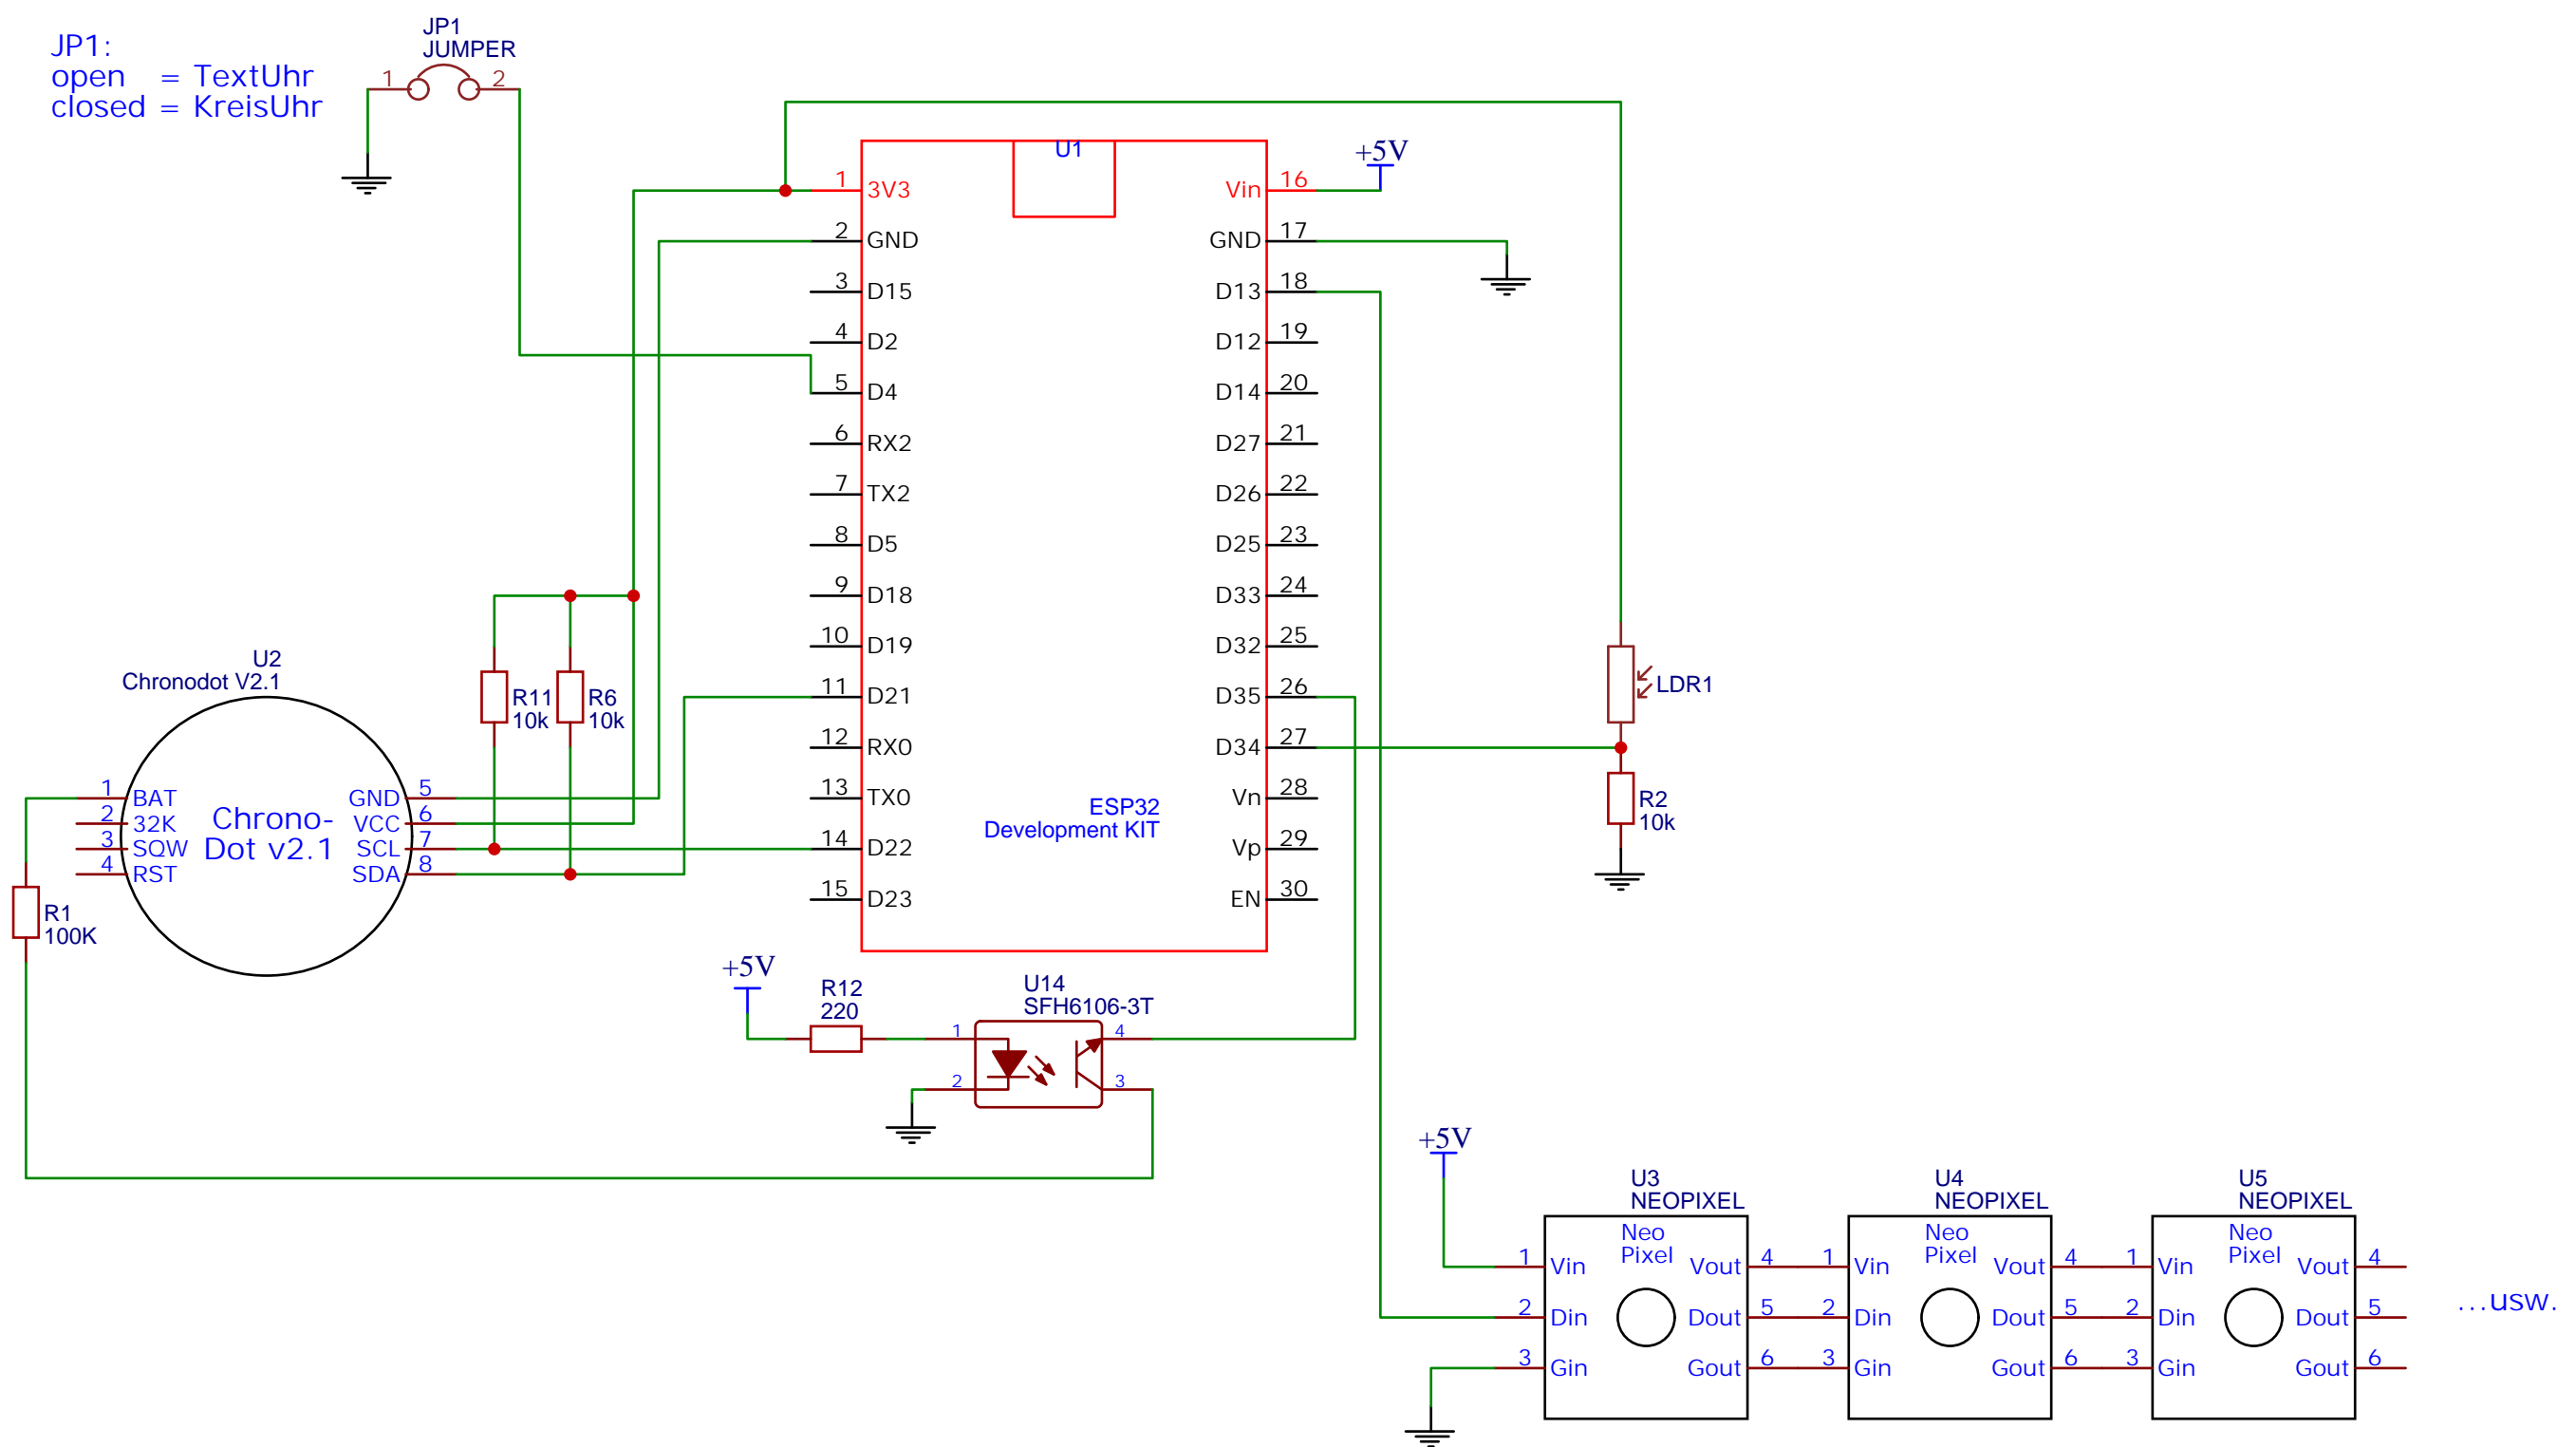 JP1:
open = TextUhr
closed = KreisUhr
JP1
JUMPER
1 2
U1
1 3V3
2 GND
3 D15
4 D2
5 D4
6 RX2
7 TX2
8 D5
9 D18
10 D19
11 D21
12 RX0
13 TX0
14 D22
15 D23
Vin 16
GND 17
D13 18
D12 19
D14 20
D27 21
D26 22
D25 23
D33 24
D32 25
D35 26
D34 27
Vn 28
Vp 29
EN 30
ESP32
Development KIT
+5V
LDR1
R2
10k
R11
10k
R6
10k
U2
Chronodot V2.1
Chrono-
Dot v2.1
1 BAT
2 32K
3 SQW
4 RST
GND 5
VCC 6
SCL 7
SDA 8
R1
100K
+5V
R12
220
U14
SFH6106-3T
1 4
2 3
+5V
U3
NEOPIXEL
Neo
Pixel
1 Vin Vout 4
2 Din Dout 5
3 Gin Gout 6
U4
NEOPIXEL
Neo
Pixel
1 Vin Vout 4
2 Din Dout 5
3 Gin Gout 6
U5
NEOPIXEL
Neo
Pixel
1 Vin Vout 4
2 Din Dout 5
3 Gin Gout 6
...usw.